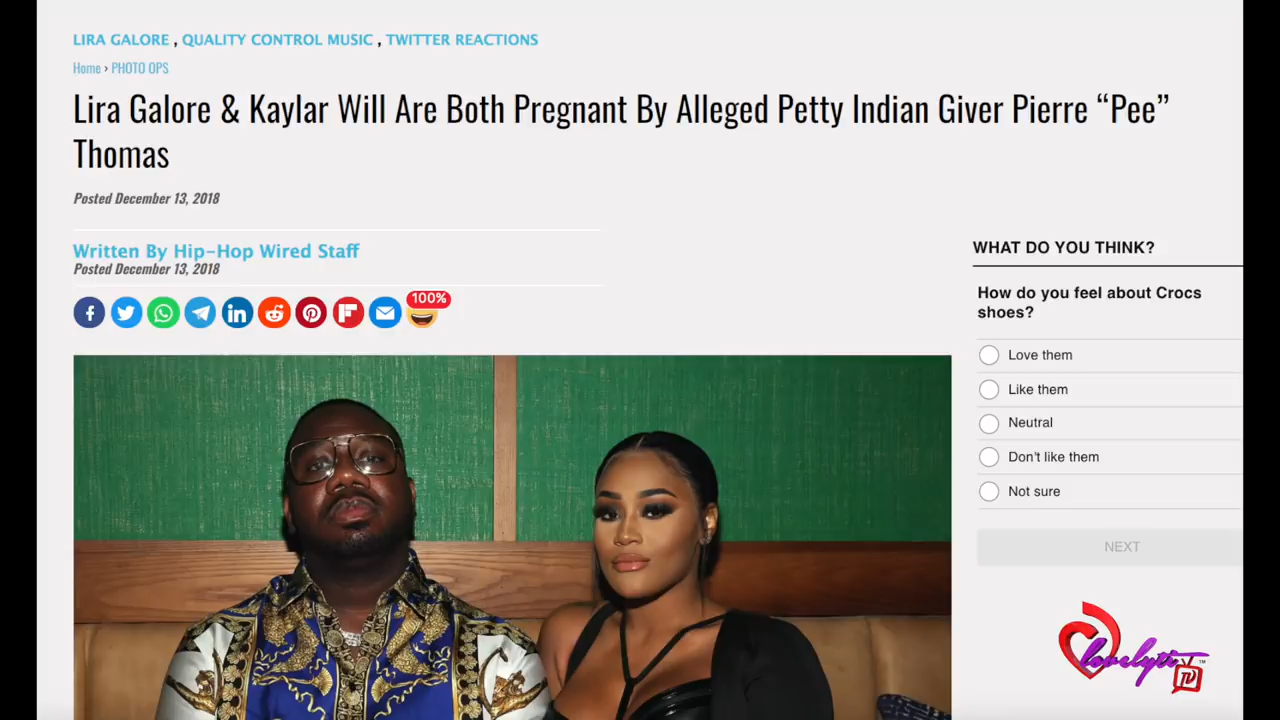 LIRA GALORE , QUALITY CONTROL MUSIC , TWITTER REACTIONS
Home › PHOTO OPS
Lira Galore & Kaylar Will Are Both Pregnant By Alleged Petty Indian Giver Pierre “Pee”
Thomas
Posted December 13, 2018
Written By Hip-Hop Wired Staff
Posted December 13, 2018
100%
WHAT DO YOU THINK?
How do you feel about Crocs
shoes?
Love them
Like them
Neutral
Don't like them
Not sure
NEXT
lovelyti
TV
™